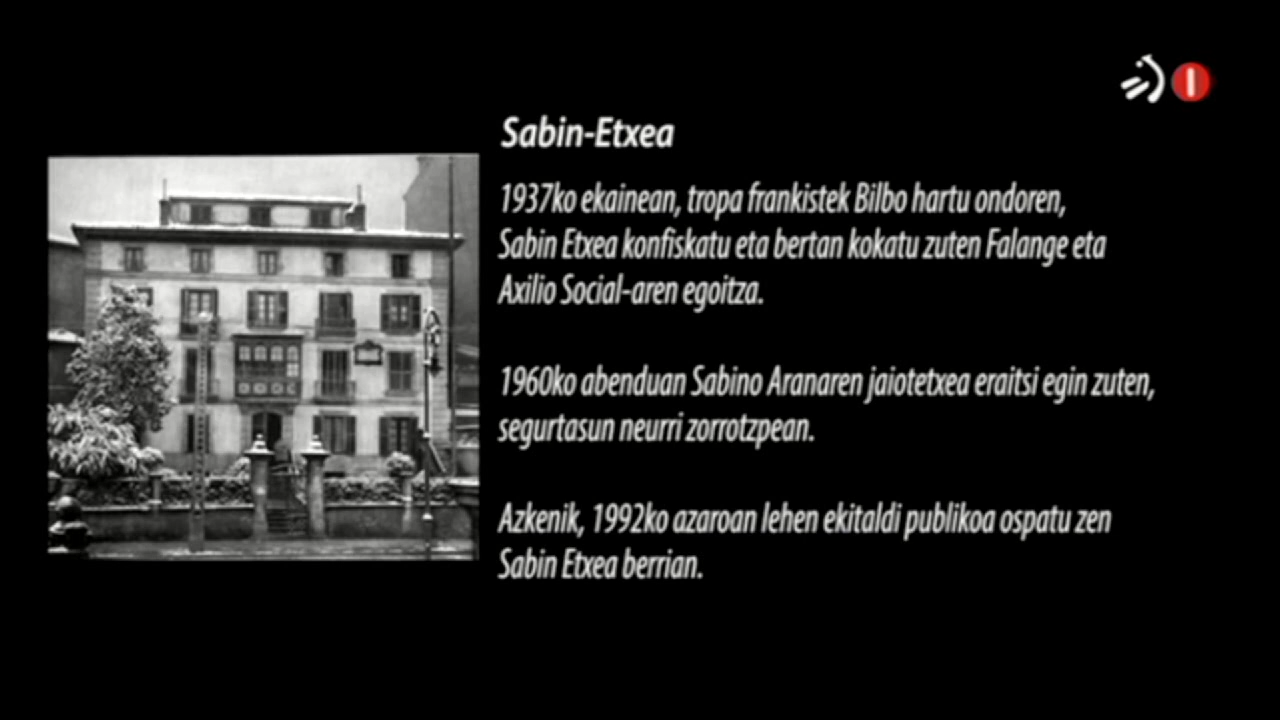 Sabin-Etxea
1937ko ekainean, tropa frankistek Bilbo hartu ondoren,
Sabin Etxea konfiskatu eta bertan kokatu zuten Falange eta
Axilio Social-aren egoitza.
1960ko abenduan Sabino Aranaren jaiotetxea eraitsi egin zuten,
segurtasun neurri zorrotzpean.
Azkenik, 1992ko azaroan lehen ekitaldi publikoa ospatu zen
Sabin Etxea berrian.